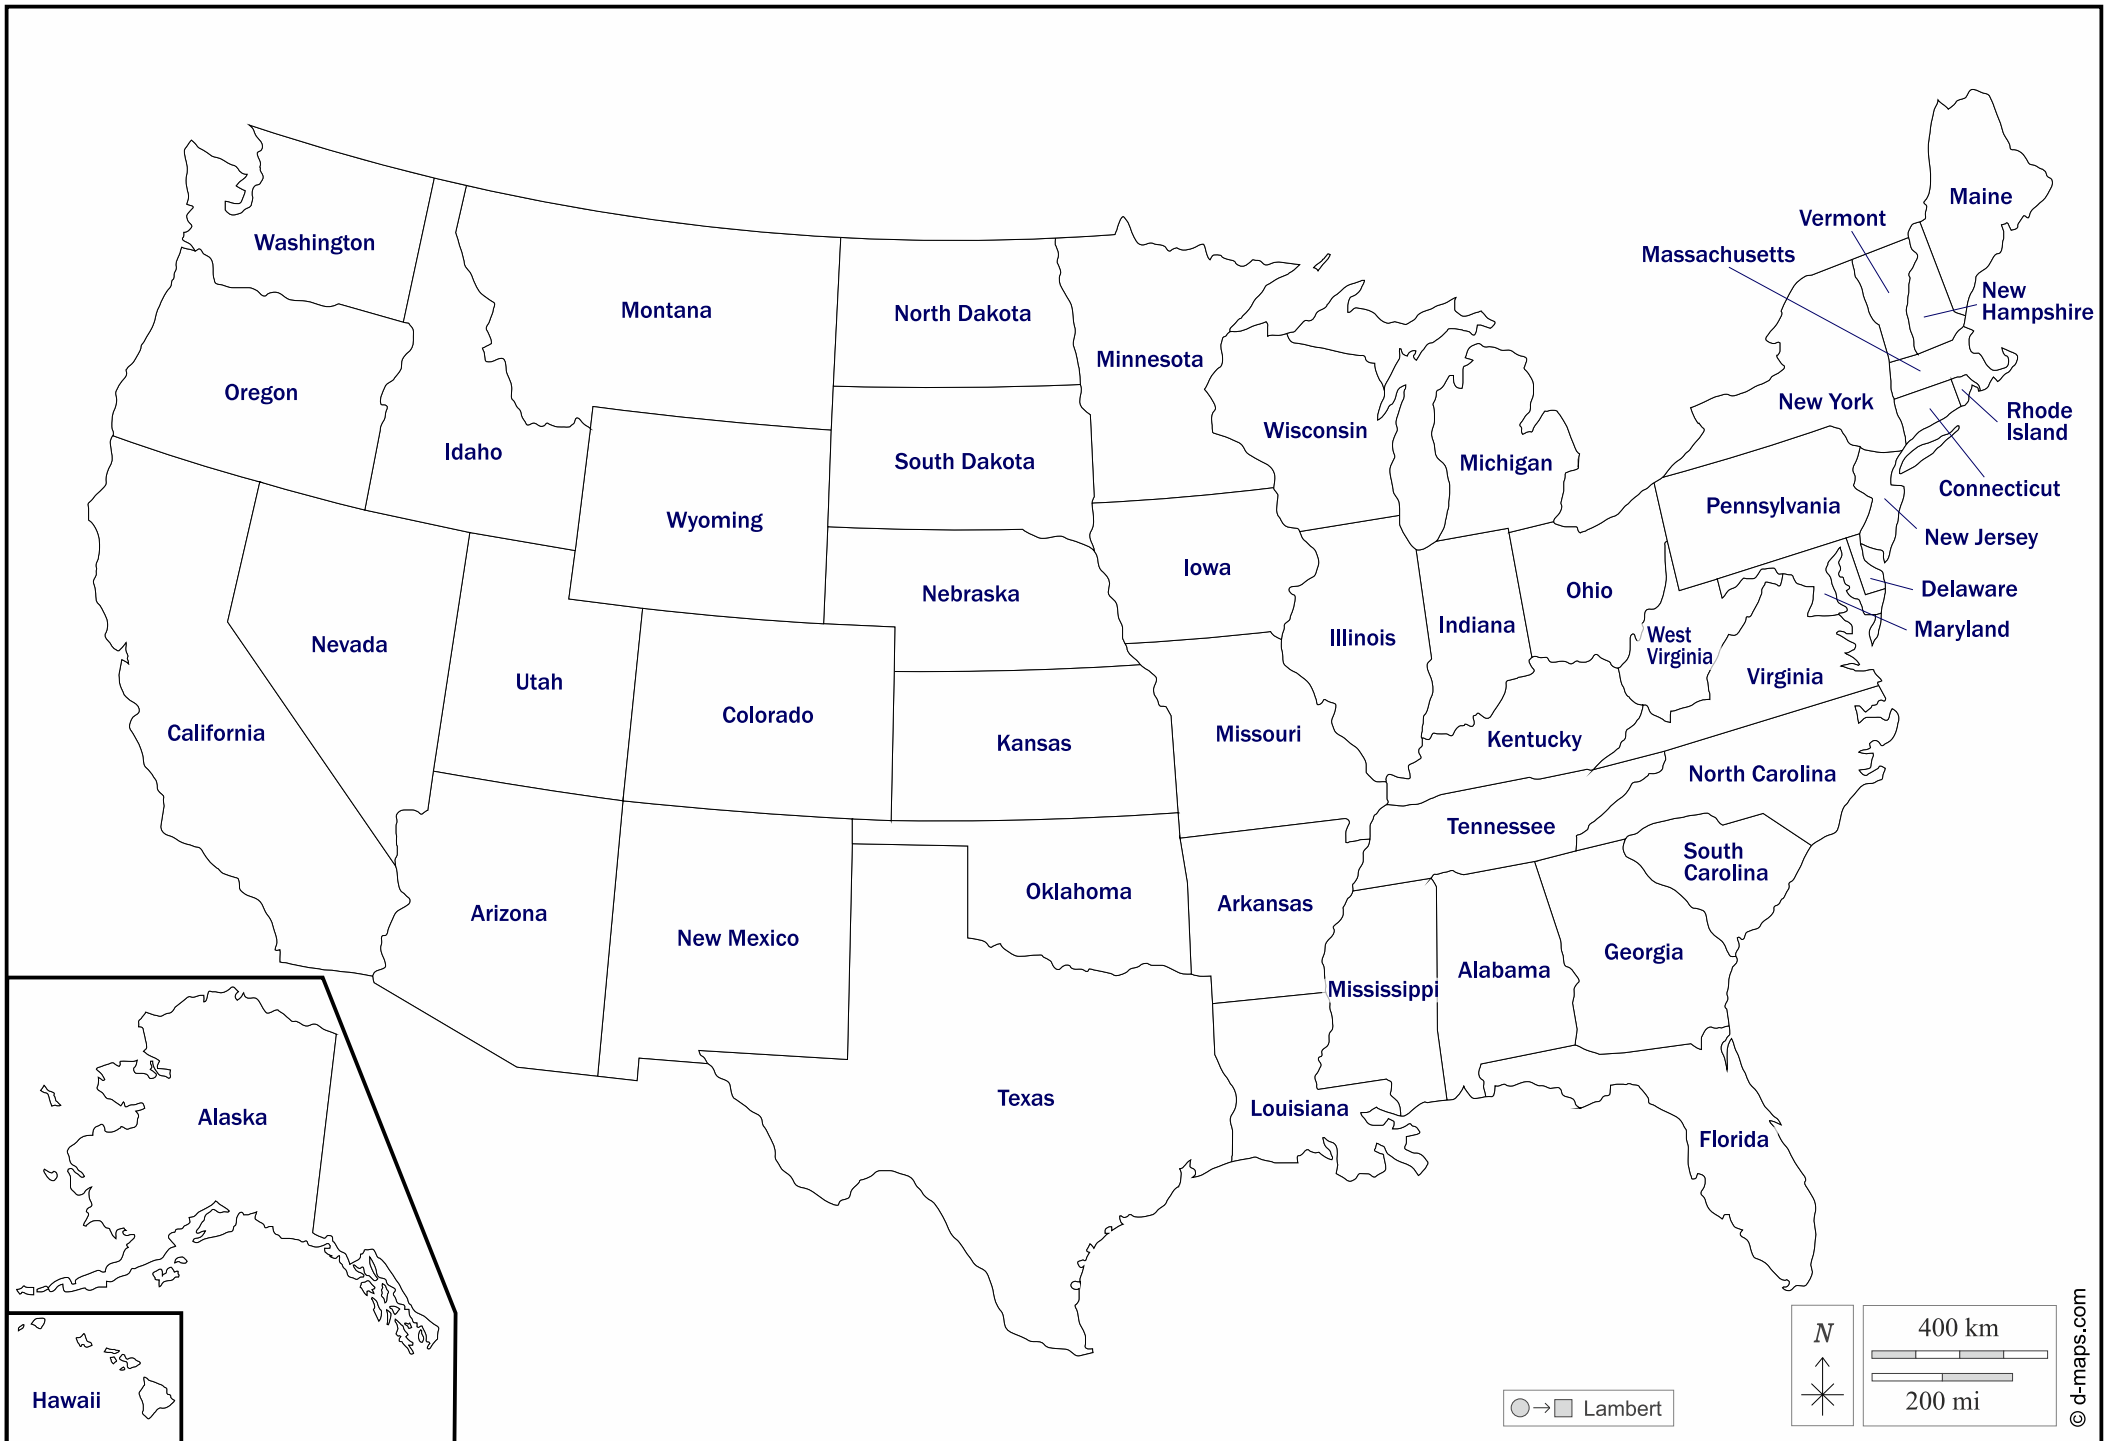 Maine
Vermont
Massachusetts
Washington
New
Hampshire
Montana
North Dakota
Minnesota
Oregon
New York
Rhode
Island
Wisconsin
Idaho
South Dakota
Michigan
Connecticut
Pennsylvania
Wyoming
New Jersey
Iowa
Nebraska
Ohio
Delaware
Nevada
Illinois
Indiana
West
Virginia
Maryland
Utah
Virginia
Colorado
California
Kansas
Missouri
Kentucky
North Carolina
Tennessee
South
Carolina
Oklahoma
Arkansas
Arizona
New Mexico
Georgia
Mississippi
Alabama
Alaska
Texas
Louisiana
Florida
Hawaii
N
400 km
200 mi
Lambert
© d-maps.com